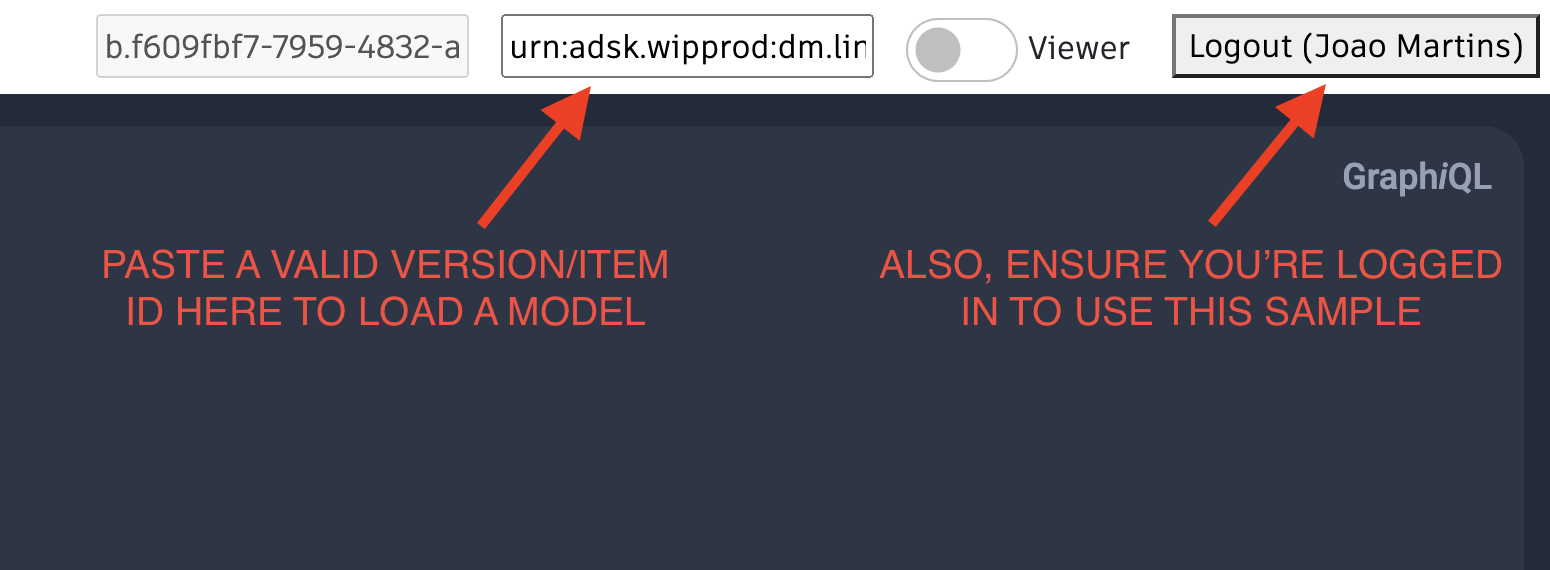 b.f609fbf7-7959-4832-a
urn:adsk.wipprod:dm.lin
Viewer
Logout (Joao Martins)
GraphiQL
PASTE A VALID VERSION/ITEM
ID HERE TO LOAD A MODEL
ALSO, ENSURE YOU’RE LOGGED
IN TO USE THIS SAMPLE